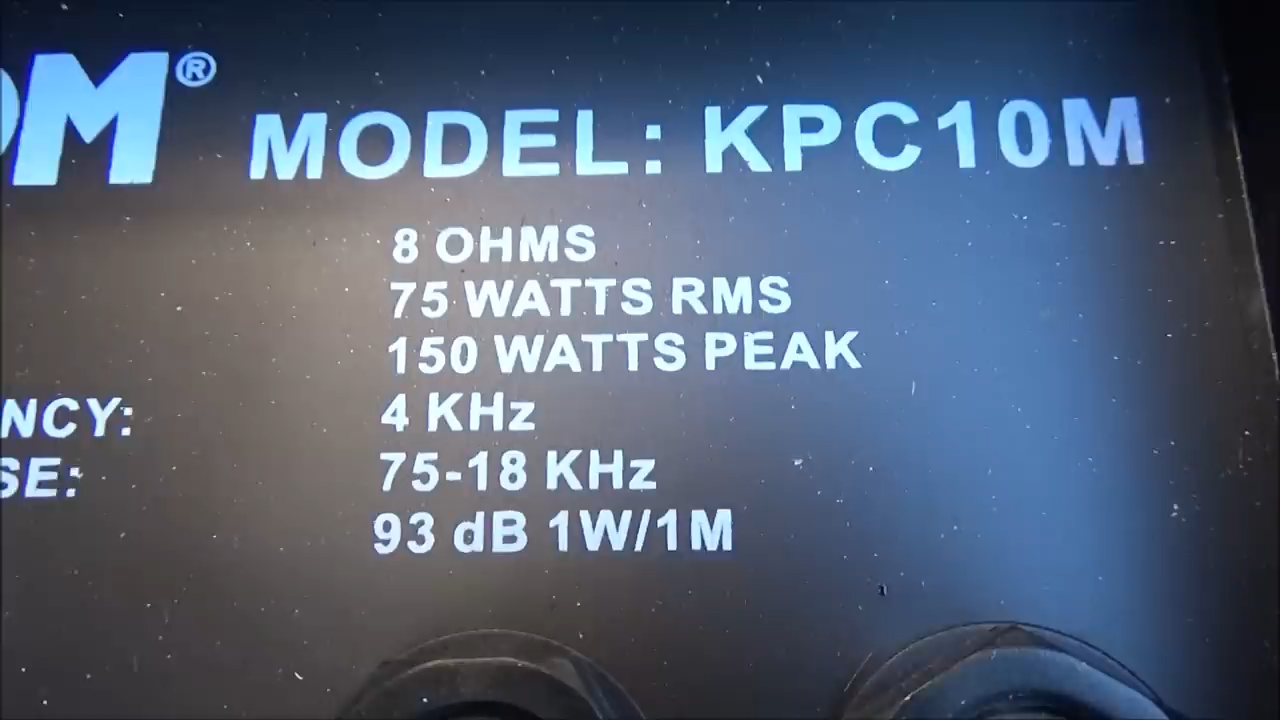 M® MODEL: KPC10M
8 OHMS
75 WATTS RMS
150 WATTS PEAK
NCY: 4 KHz
SE: 75-18 KHz
93 dB 1W/1M